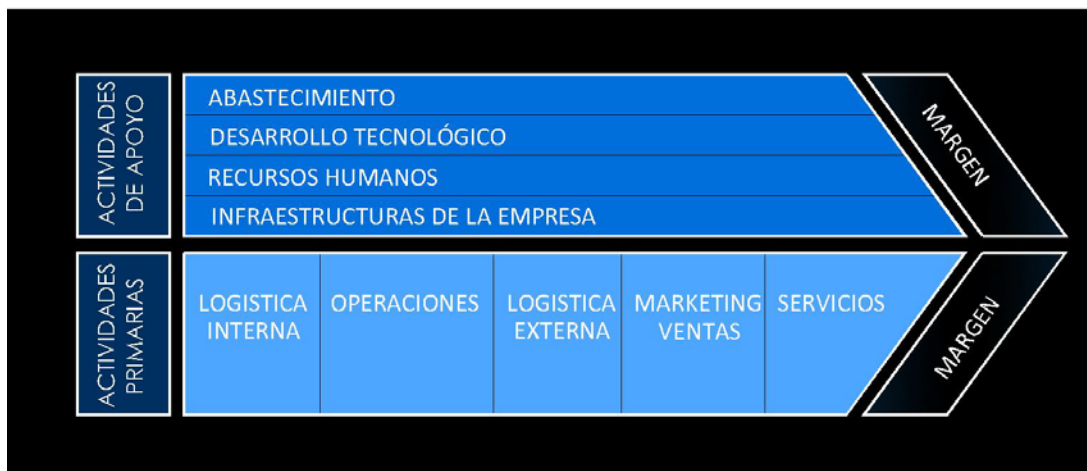 ACTIVIDADES
DE APOYO
ABASTECIMIENTO
DESARROLLO TECNOLÓGICO
RECURSOS HUMANOS
INFRAESTRUCTURAS DE LA EMPRESA
MARGEN
ACTIVIDADES
PRIMARIAS
LOGISTICA
INTERNA
OPERACIONES
LOGISTICA
EXTERNA
MARKETING
VENTAS
SERVICIOS
MARGEN